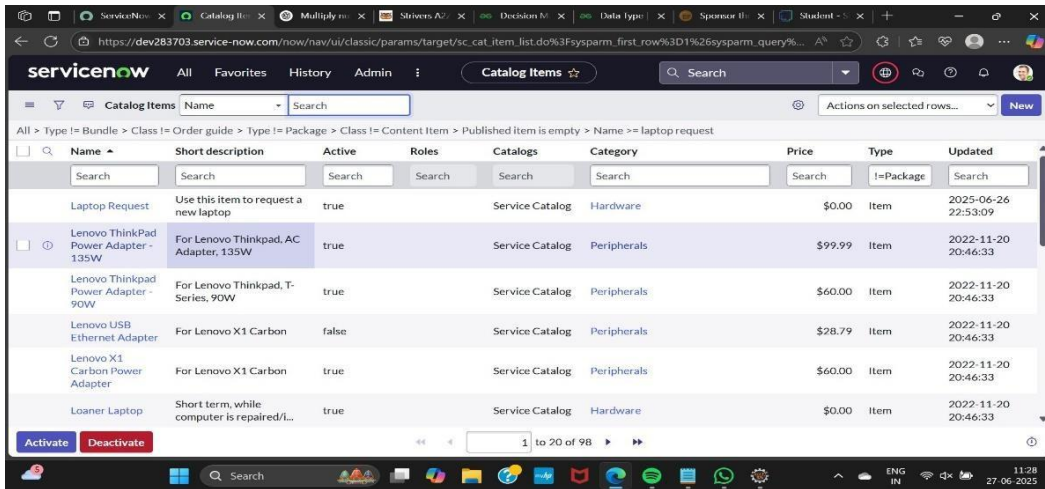 ServiceNow
Catalog Ite
Multiply nu
Strivers A2
Decision M
Data Type
Sponsor th
Student - S
https://dev283703.service-now.com/now/nav/ui/classic/params/target/sc_cat_item_list.do%3Fsysparm_first_row%3D1%26sysparm_query%...
servicenow All Favorites History Admin Catalog Items Search
Catalog Items Name Search Actions on selected rows... New
All > Type != Bundle > Class != Order guide > Type != Package > Class != Content Item > Published item is empty > Name >= laptop request
Name Short description Active Roles Catalogs Category Price Type Updated
Search Search Search Search Search Search Search !=Package Search
Laptop Request Use this item to request a new laptop true Service Catalog Hardware $0.00 Item 2025-06-26 22:53:09
Lenovo ThinkPad Power Adapter - 135W For Lenovo Thinkpad, AC Adapter, 135W true Service Catalog Peripherals $99.99 Item 2022-11-20 20:46:33
Lenovo Thinkpad Power Adapter - 90W For Lenovo Thinkpad, T-Series, 90W true Service Catalog Peripherals $60.00 Item 2022-11-20 20:46:33
Lenovo USB Ethernet Adapter For Lenovo X1 Carbon false Service Catalog Peripherals $28.79 Item 2022-11-20 20:46:33
Lenovo X1 Carbon Power Adapter For Lenovo X1 Carbon true Service Catalog Peripherals $60.00 Item 2022-11-20 20:46:33
Loaner Laptop Short term, while computer is repaired/i... true Service Catalog Hardware $0.00 Item 2022-11-20 20:46:33
Activate Deactivate 1 to 20 of 98
5 Search ENG IN 11:28 27-06-2025